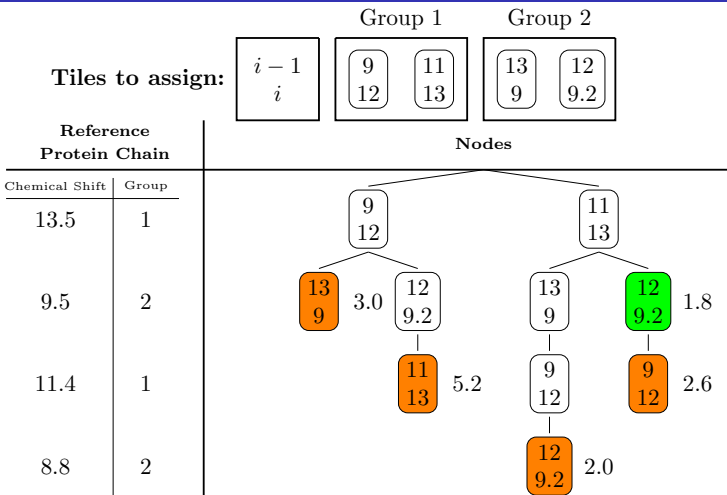 Group 1 Group 2
Tiles to assign: i − 1 9 11 13 12
i 12 13 9 9.2
Reference
Protein Chain
Nodes
Chemical Shift Group
9 11
13.5 1
12 13
13 12 13 12
9.5 2 3.0 1.8
9 9.2 9 9.2
11 9 9
11.4 1 5.2 2.6
13 12 12
12
8.8 2 2.0
9.2